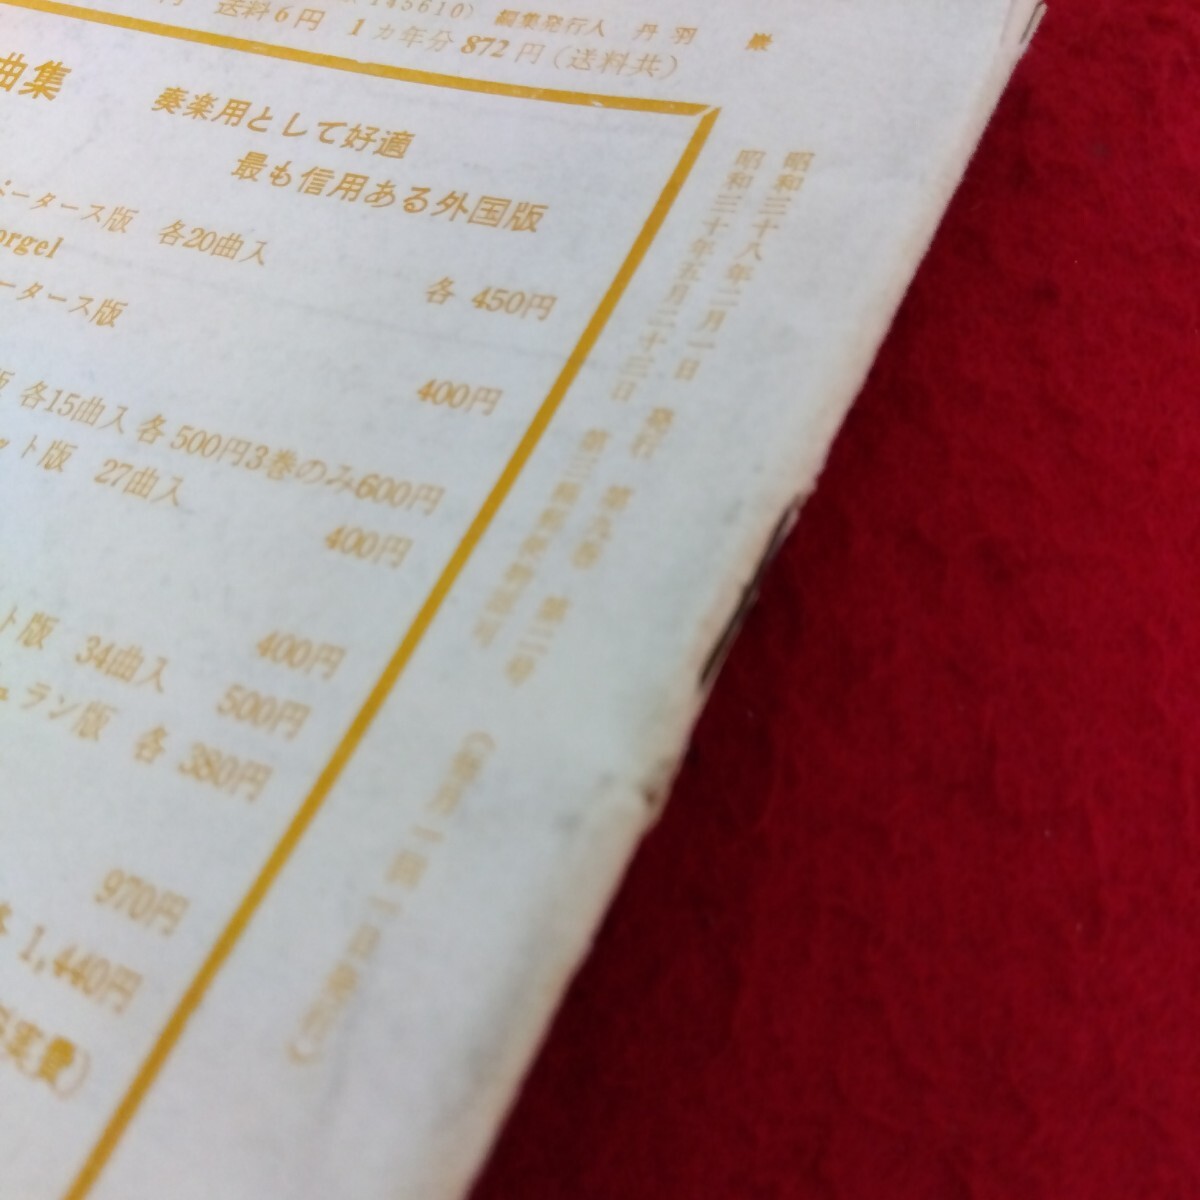 145610) 編集発行人 丹羽
送料6円 1カ年分872円(送料共)
曲集 奏楽用として好適
最も信用ある外国版
ペータース版 各20曲入
各 450円
orgel
ータース版
400円
版 各15曲入 各500円3巻のみ600円
ット版 27曲入
400円
400円
ト版 34曲入 500円
ュラン版 各 380円
970円
1,440円
実費)
昭和三十八年二月一日 発行 第九巻 第二号 (毎月一回一日発行)
昭和三十年五月二十三日 第三種郵便物認可